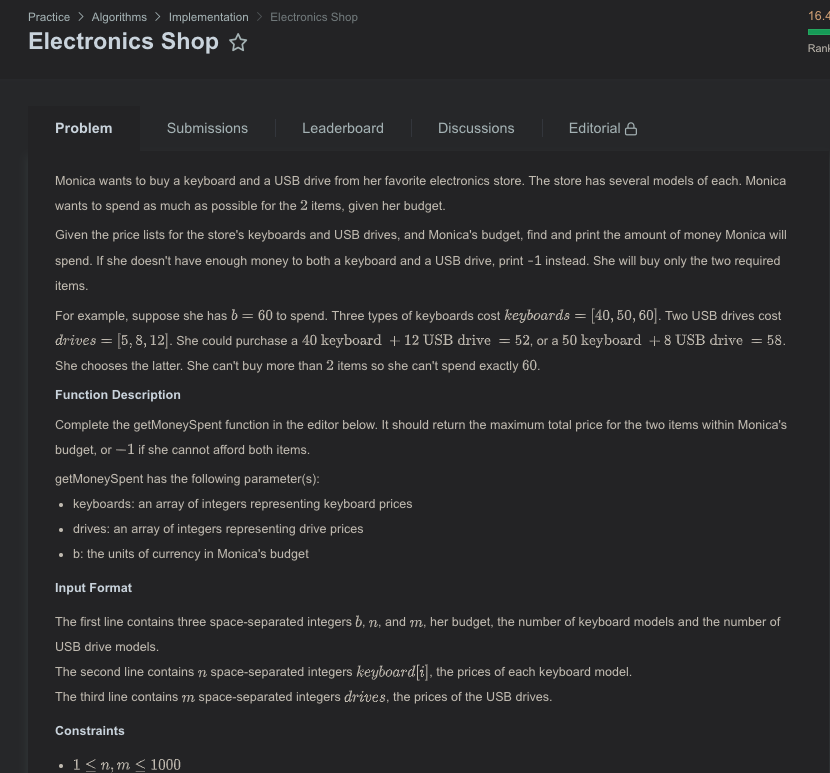 Practice > Algorithms > Implementation > Electronics Shop
16.4
Electronics Shop
Rank
Problem
Submissions
Leaderboard
Discussions
Editorial
Monica wants to buy a keyboard and a USB drive from her favorite electronics store. The store has several models of each. Monica
wants to spend as much as possible for the 2 items, given her budget.
Given the price lists for the store's keyboards and USB drives, and Monica's budget, find and print the amount of money Monica will
spend. If she doesn't have enough money to both a keyboard and a USB drive, print -1 instead. She will buy only the two required
items.
For example, suppose she has b = 60 to spend. Three types of keyboards cost keyboards = [40, 50, 60]. Two USB drives cost
drives = [5, 8, 12]. She could purchase a 40 keyboard + 12 USB drive = 52, or a 50 keyboard + 8 USB drive = 58.
She chooses the latter. She can't buy more than 2 items so she can't spend exactly 60.
Function Description
Complete the getMoneySpent function in the editor below. It should return the maximum total price for the two items within Monica's
budget, or −1 if she cannot afford both items.
getMoneySpent has the following parameter(s):
• keyboards: an array of integers representing keyboard prices
• drives: an array of integers representing drive prices
• b: the units of currency in Monica's budget
Input Format
The first line contains three space-separated integers b, n, and m, her budget, the number of keyboard models and the number of
USB drive models.
The second line contains n space-separated integers keyboard[i], the prices of each keyboard model.
The third line contains m space-separated integers drives, the prices of the USB drives.
Constraints
• 1 ≤ n, m ≤ 1000